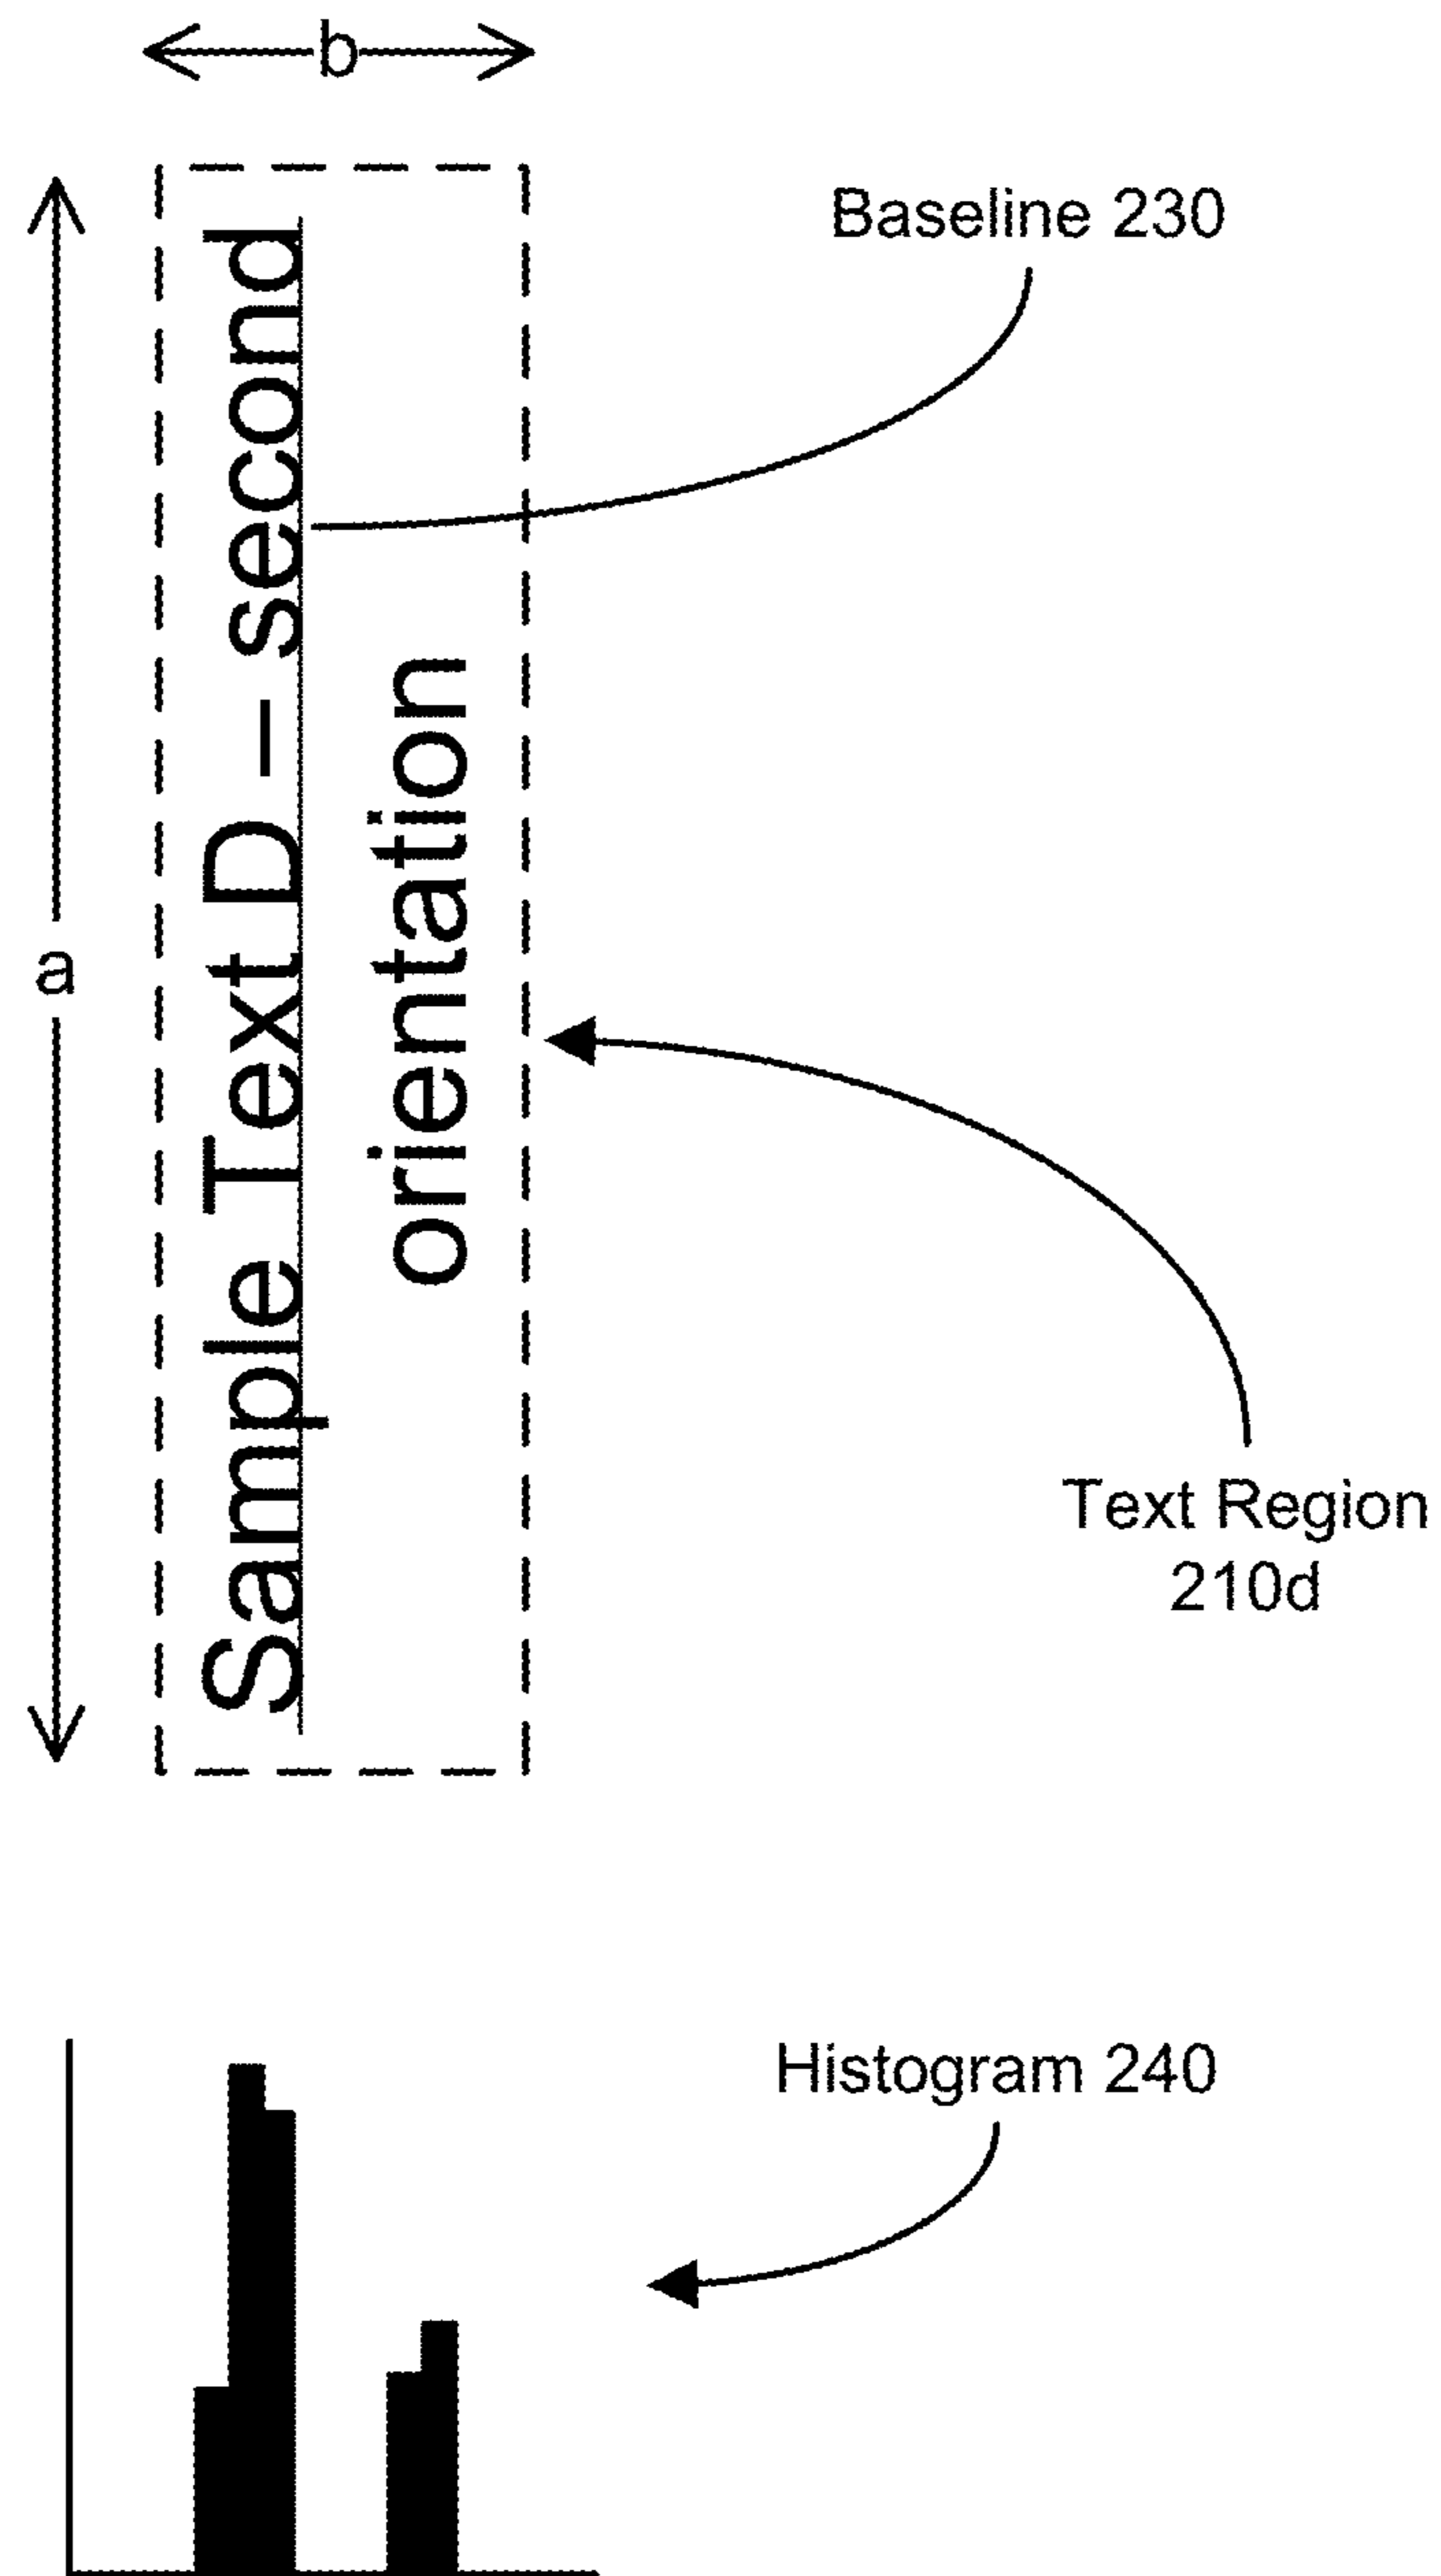 b
Baseline 230
a
Sample Text D – second
orientation
Text Region
210d
Histogram 240